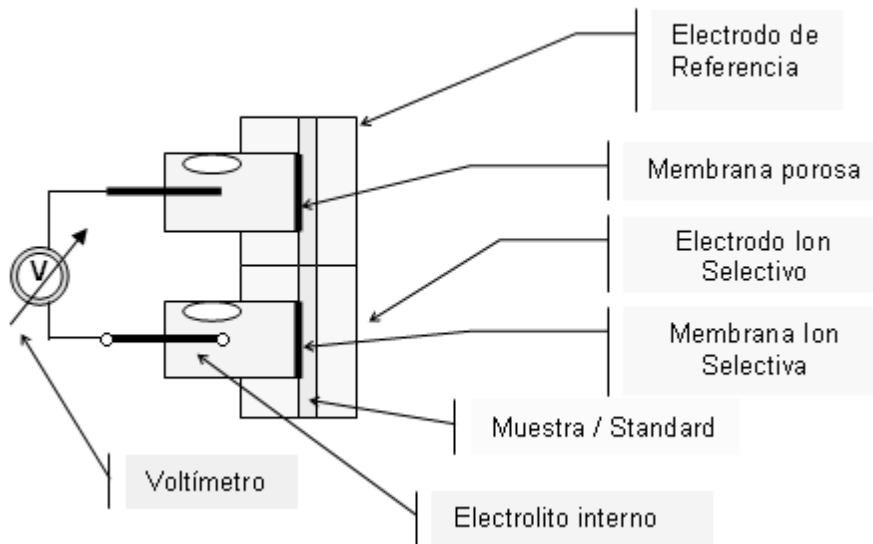 Electrodo de
Referencia
Membrana porosa
Electrodo Ion
Selectivo
V
Membrana Ion
Selectiva
Muestra / Standard
Voltímetro
Electrolito interno